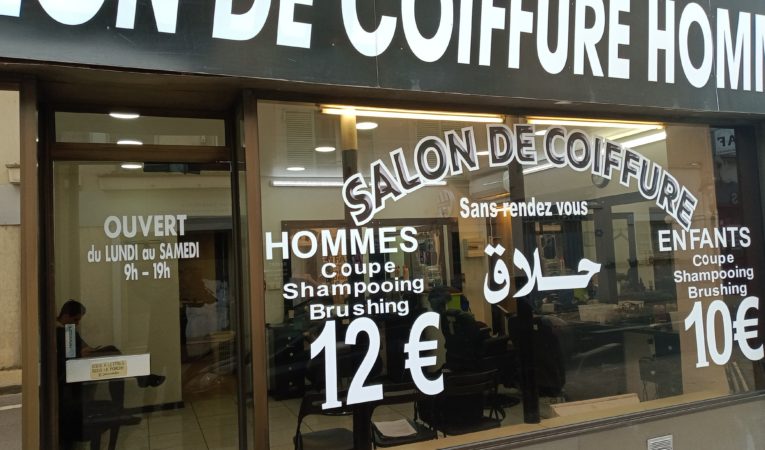 LON DE COIFFURE HOMM
SALON DE COIFFURE
Sans rendez vous
OUVERT
du LUNDI au SAMEDI
9h – 19h
HOMMES
Coupe
Shampooing
Brushing
12 €
حلاق
ENFANTS
Coupe
Shampooing
Brushing
10€